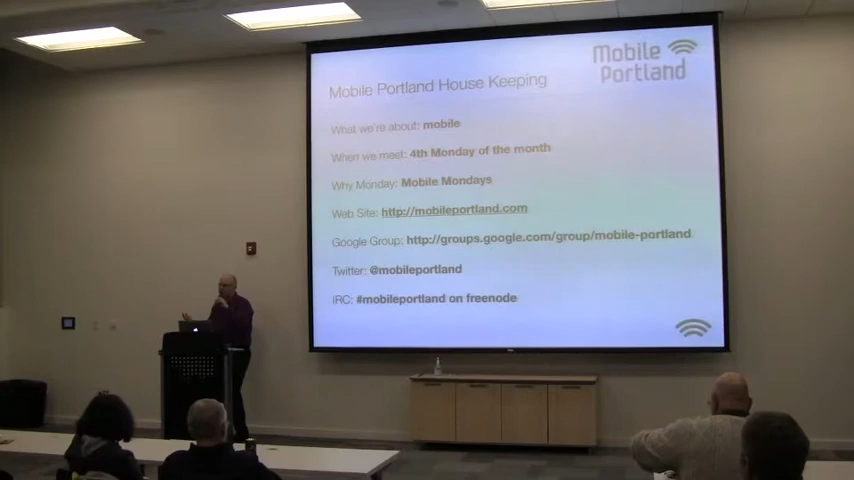 Mobile
Portland
Mobile Portland House Keeping
What we're about: mobile
When we meet: 4th Monday of the month
Why Monday: Mobile Mondays
Web Site: http://mobileportland.com
Google Group: http://groups.google.com/group/mobile-portland
Twitter: @mobileportland
IRC: #mobileportland on freenode